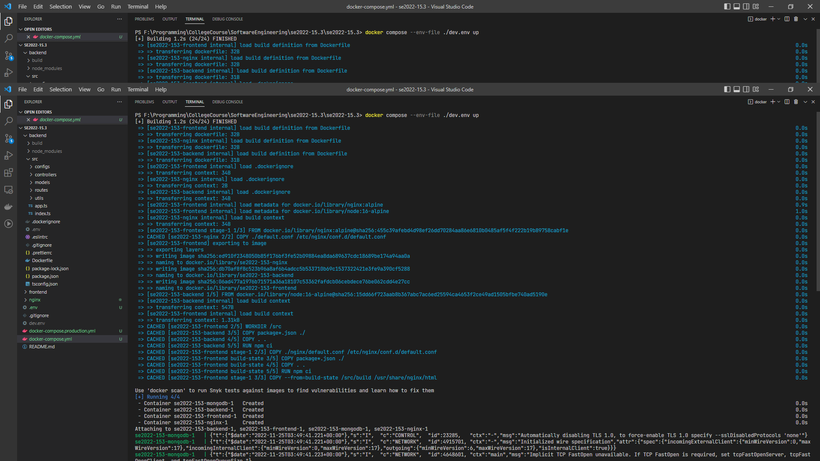 File Edit Selection View Go Run Terminal Help
docker-compose.yml - se2022-15.3 - Visual Studio Code
EXPLORER
PROBLEMS OUTPUT TERMINAL DEBUG CONSOLE
docker
OPEN EDITORS
docker-compose.yml U
SE2022-15.3
backend
build
node_modules
src
PS F:\Programming\CollegeCourse\SoftwareEngineering\se2022-15.3\se2022-15.3> docker compose --env-file ./dev.env up
[+] Building 1.2s (24/24) FINISHED
=> [se2022-153-frontend internal] load build definition from Dockerfile 0.0s
=> => transferring dockerfile: 32B 0.0s
=> [se2022-153-nginx internal] load build definition from Dockerfile 0.0s
=> => transferring dockerfile: 32B 0.0s
=> [se2022-153-backend internal] load build definition from Dockerfile 0.0s
=> => transferring dockerfile: 31B 0.0s
File Edit Selection View Go Run Terminal Help
docker-compose.yml - se2022-15.3 - Visual Studio Code
EXPLORER
PROBLEMS OUTPUT TERMINAL DEBUG CONSOLE
docker
OPEN EDITORS
docker-compose.yml U
SE2022-15.3
backend
build
node_modules
src
configs
controllers
models
routes
utils
TS app.ts
TS index.ts
.dockerignore
.env
.eslintrc
.gitignore
.prettierrc
Dockerfile
package-lock.json
package.json
tsconfig.json
frontend
nginx
.env U
.gitignore
dev.env
docker-compose.production.yml U
docker-compose.yml U
README.md
PS F:\Programming\CollegeCourse\SoftwareEngineering\se2022-15.3\se2022-15.3> docker compose --env-file ./dev.env up
[+] Building 1.2s (24/24) FINISHED
=> [se2022-153-frontend internal] load build definition from Dockerfile 0.0s
=> => transferring dockerfile: 32B 0.0s
=> [se2022-153-nginx internal] load build definition from Dockerfile 0.0s
=> => transferring dockerfile: 32B 0.0s
=> [se2022-153-backend internal] load build definition from Dockerfile 0.0s
=> => transferring dockerfile: 31B 0.0s
=> [se2022-153-frontend internal] load .dockerignore 0.0s
=> => transferring context: 34B 0.0s
=> [se2022-153-nginx internal] load .dockerignore 0.0s
=> => transferring context: 2B 0.0s
=> [se2022-153-backend internal] load .dockerignore 0.0s
=> => transferring context: 34B 0.0s
=> [se2022-153-frontend internal] load metadata for docker.io/library/nginx:alpine 0.9s
=> [se2022-153-frontend internal] load metadata for docker.io/library/node:16-alpine 1.0s
=> [se2022-153-nginx internal] load build context 0.0s
=> => transferring context: 34B 0.0s
=> [se2022-153-frontend stage-1 1/3] FROM docker.io/library/nginx:alpine 0.0s
=> CACHED [se2022-153-nginx 2/2] COPY ./default.conf /etc/nginx/conf.d/default.conf 0.0s
=> [se2022-153-frontend] exporting to image 0.0s
=> => exporting layers 0.0s
=> => writing image 0.0s
=> => naming to docker.io/library/se2022-153-nginx 0.0s
=> => writing image 0.0s
=> => naming to docker.io/library/se2022-153-backend 0.0s
=> => writing image 0.0s
=> => naming to docker.io/library/se2022-153-frontend 0.0s
=> [se2022-153-backend 1/5] FROM docker.io/library/node:16-alpine 0.0s
=> [se2022-153-backend internal] load build context 0.0s
=> => transferring context: 547B 0.0s
=> [se2022-153-frontend internal] load build context 0.0s
=> => transferring context: 1.31kB 0.0s
=> CACHED [se2022-153-frontend 2/5] WORKDIR /src 0.0s
=> CACHED [se2022-153-backend 3/5] COPY package*.json ./ 0.0s
=> CACHED [se2022-153-backend 4/5] COPY . . 0.0s
=> CACHED [se2022-153-backend 5/5] RUN npm ci 0.0s
=> CACHED [se2022-153-frontend stage-1 2/3] COPY ./nginx/default.conf /etc/nginx/conf.d/default.conf 0.0s
=> CACHED [se2022-153-frontend build-state 3/5] COPY package*.json ./ 0.0s
=> CACHED [se2022-153-frontend build-state 4/5] COPY . . 0.0s
=> CACHED [se2022-153-frontend build-state 5/5] RUN npm ci 0.0s
=> CACHED [se2022-153-frontend stage-1 3/3] COPY --from=build-state /src/build /usr/share/nginx/html 0.0s
Use 'docker scan' to run Snyk tests against images to find vulnerabilities and learn how to fix them
[+] Running 4/4
- Container se2022-153-mongodb-1 Created 0.0s
- Container se2022-153-backend-1 Created 0.0s
- Container se2022-153-frontend-1 Created 0.0s
- Container se2022-153-nginx-1 Created 0.0s
Attaching to se2022-153-backend-1, se2022-153-frontend-1, se2022-153-mongodb-1, se2022-153-nginx-1
se2022-153-mongodb-1 | {"t":{"$date":"2022-11-25T03:49:41.221+00:00"},"s":"I", "c":"CONTROL", "id":23285, "ctx":"-","msg":"Automatically disabling TLS 1.0, to force-enable TLS 1.0 specify --sslDisabledProtocols 'none'"}
se2022-153-mongodb-1 | {"t":{"$date":"2022-11-25T03:49:41.221+00:00"},"s":"I", "c":"NETWORK", "id":4915701, "ctx":"-","msg":"Initialized wire specification","attr":{"spec":{"incomingExternalClient":{"minWireVersion":0,"ma
xWireVersion":17},"incomingInternalClient":{"minWireVersion":0,"maxWireVersion":17},"outgoing":{"minWireVersion":6,"maxWireVersion":17},"isInternalClient":true}}}
se2022-153-mongodb-1 "c":"NETWORK", "id":4648601, "ctx":"main","msg":"Implicit TCP FastOpen unavailable. If TCP FastOpen is required, set tcpFastOpenServer, tcpFast